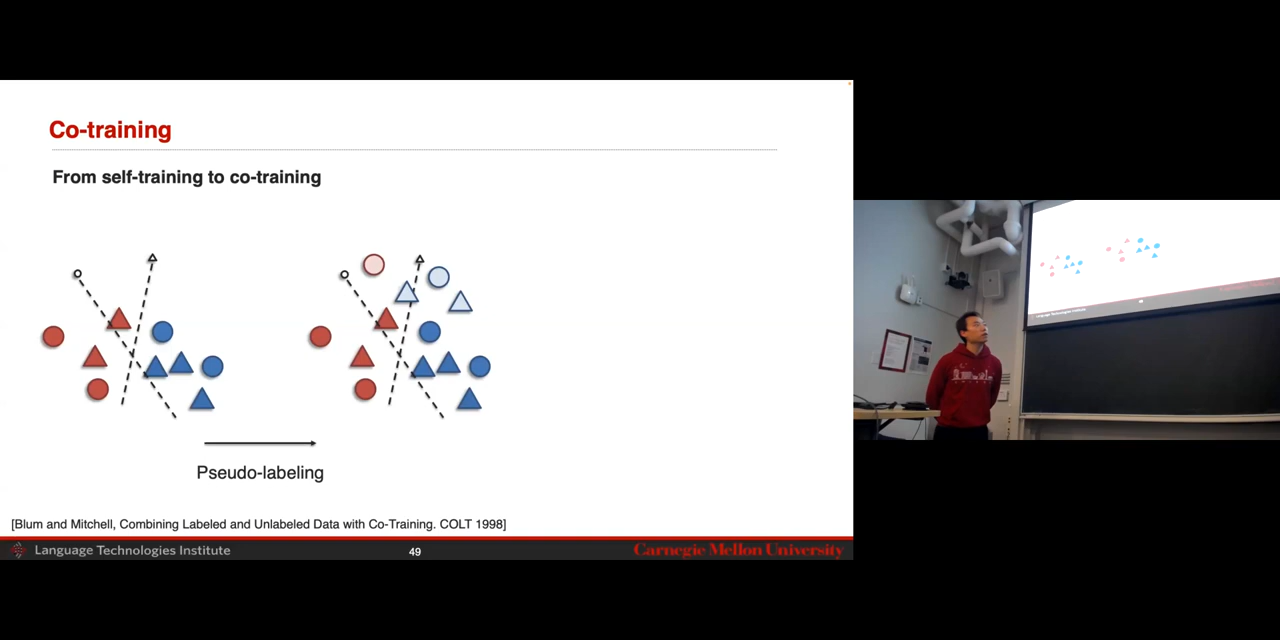 Co-training
From self-training to co-training
Pseudo-labeling
[Blum and Mitchell, Combining Labeled and Unlabeled Data with Co-Training. COLT 1998]
Language Technologies Institute
49
Carnegie Mellon University